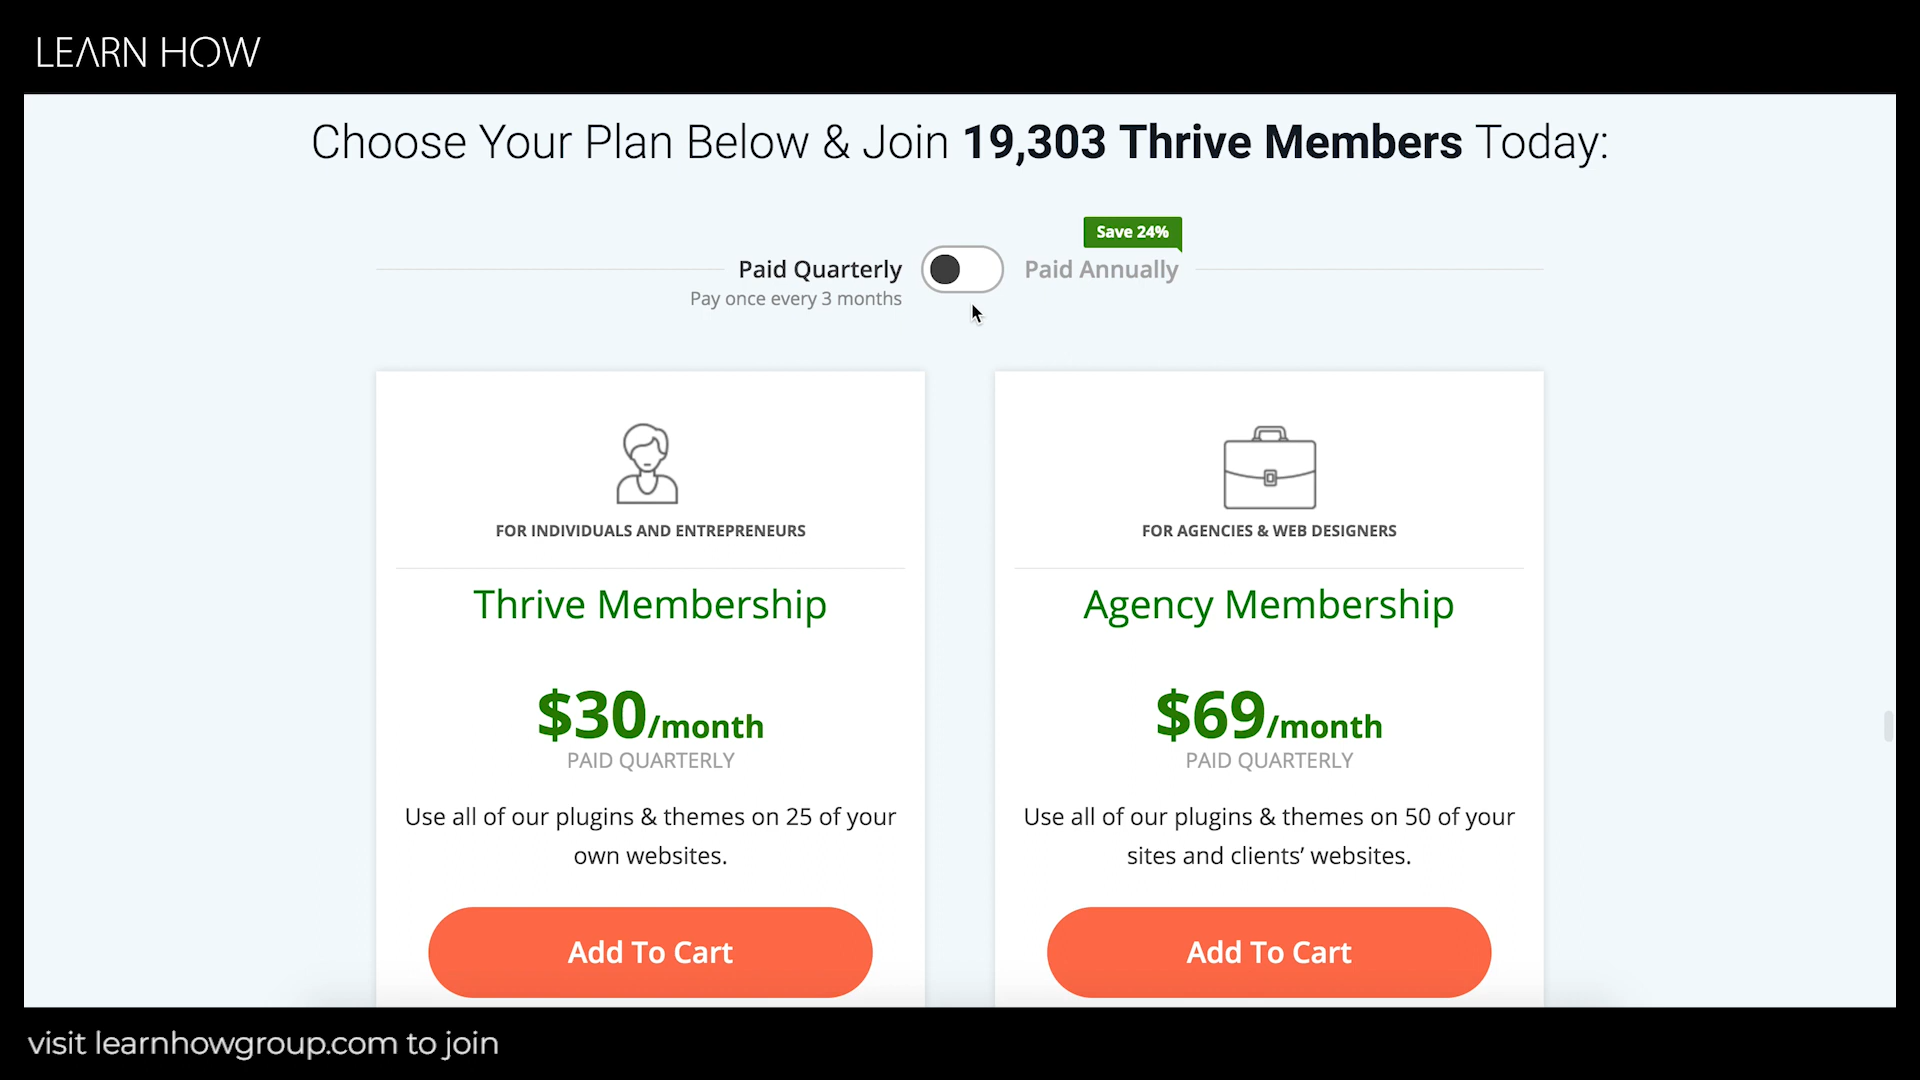 LEARN HOW
Choose Your Plan Below & Join 19,303 Thrive Members Today:
Save 24%
Paid Quarterly
Paid Annually
Pay once every 3 months
FOR INDIVIDUALS AND ENTREPRENEURS
Thrive Membership
$30/month
PAID QUARTERLY
Use all of our plugins & themes on 25 of your
own websites.
Add To Cart
FOR AGENCIES & WEB DESIGNERS
Agency Membership
$69/month
PAID QUARTERLY
Use all of our plugins & themes on 50 of your
sites and clients’ websites.
Add To Cart
visit learnhowgroup.com to join